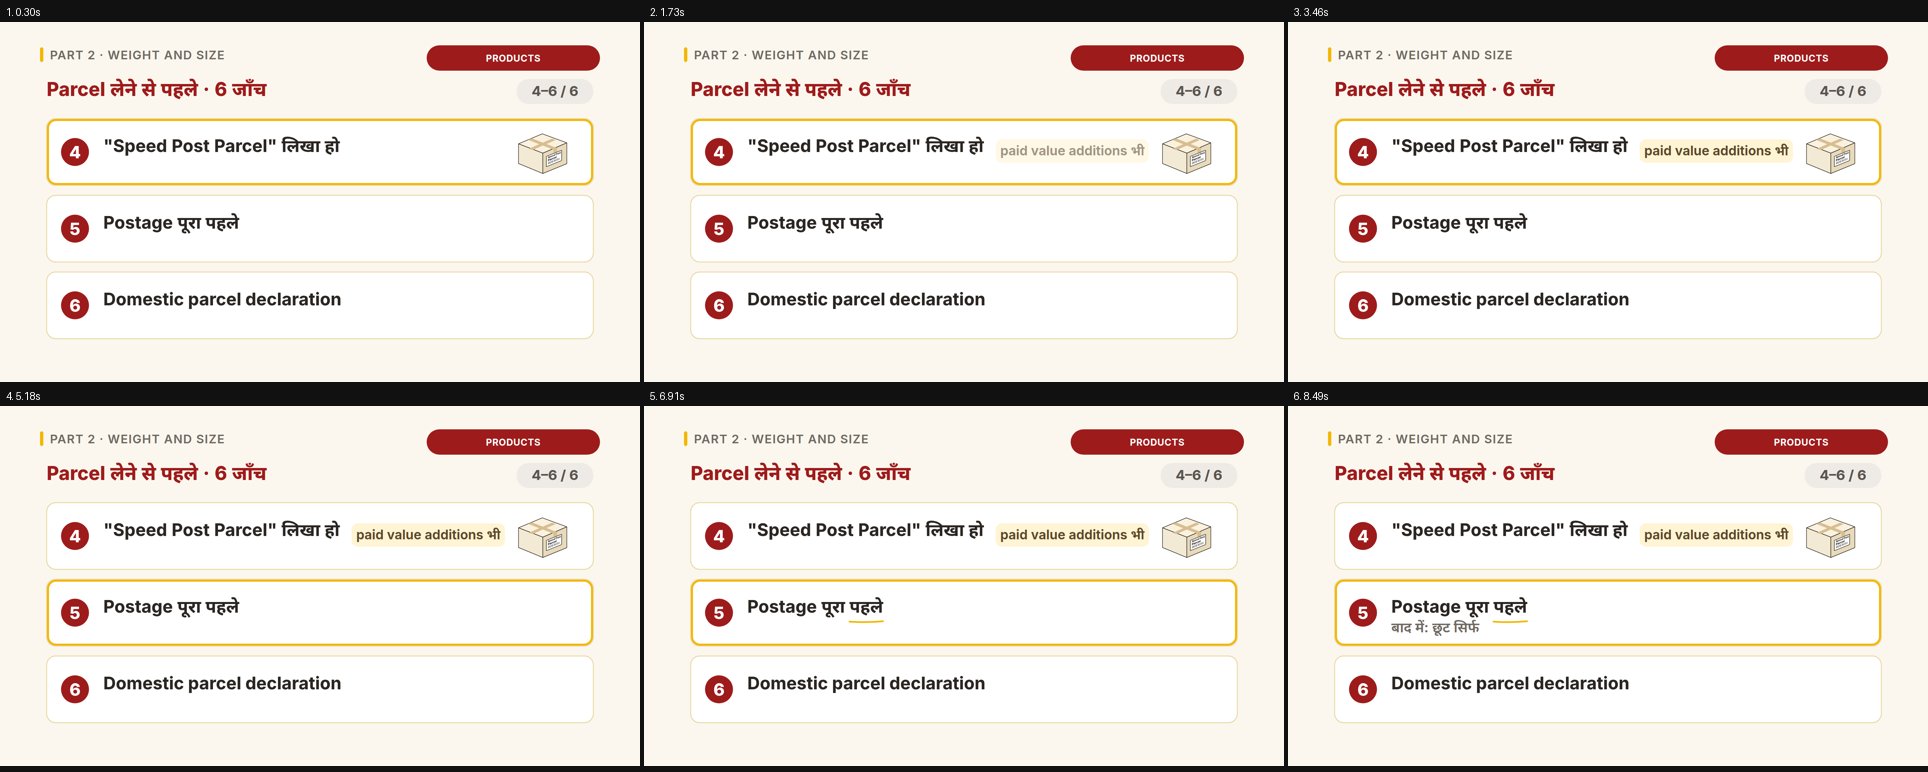 1. 0.30s
PART 2 · WEIGHT AND SIZE
PRODUCTS
Parcel लेने से पहले · 6 जाँच
4–6 / 6
4 "Speed Post Parcel" लिखा हो
5 Postage पूरा पहले
6 Domestic parcel declaration
2. 1.73s
PART 2 · WEIGHT AND SIZE
PRODUCTS
Parcel लेने से पहले · 6 जाँच
4–6 / 6
4 "Speed Post Parcel" लिखा हो paid value additions भी
5 Postage पूरा पहले
6 Domestic parcel declaration
3. 3.46s
PART 2 · WEIGHT AND SIZE
PRODUCTS
Parcel लेने से पहले · 6 जाँच
4–6 / 6
4 "Speed Post Parcel" लिखा हो paid value additions भी
5 Postage पूरा पहले
6 Domestic parcel declaration
4. 5.18s
PART 2 · WEIGHT AND SIZE
PRODUCTS
Parcel लेने से पहले · 6 जाँच
4–6 / 6
4 "Speed Post Parcel" लिखा हो paid value additions भी
5 Postage पूरा पहले
6 Domestic parcel declaration
5. 6.91s
PART 2 · WEIGHT AND SIZE
PRODUCTS
Parcel लेने से पहले · 6 जाँच
4–6 / 6
4 "Speed Post Parcel" लिखा हो paid value additions भी
5 Postage पूरा पहले
6 Domestic parcel declaration
6. 8.49s
PART 2 · WEIGHT AND SIZE
PRODUCTS
Parcel लेने से पहले · 6 जाँच
4–6 / 6
4 "Speed Post Parcel" लिखा हो paid value additions भी
5 Postage पूरा पहले
बाद में: छूट सिर्फ
6 Domestic parcel declaration